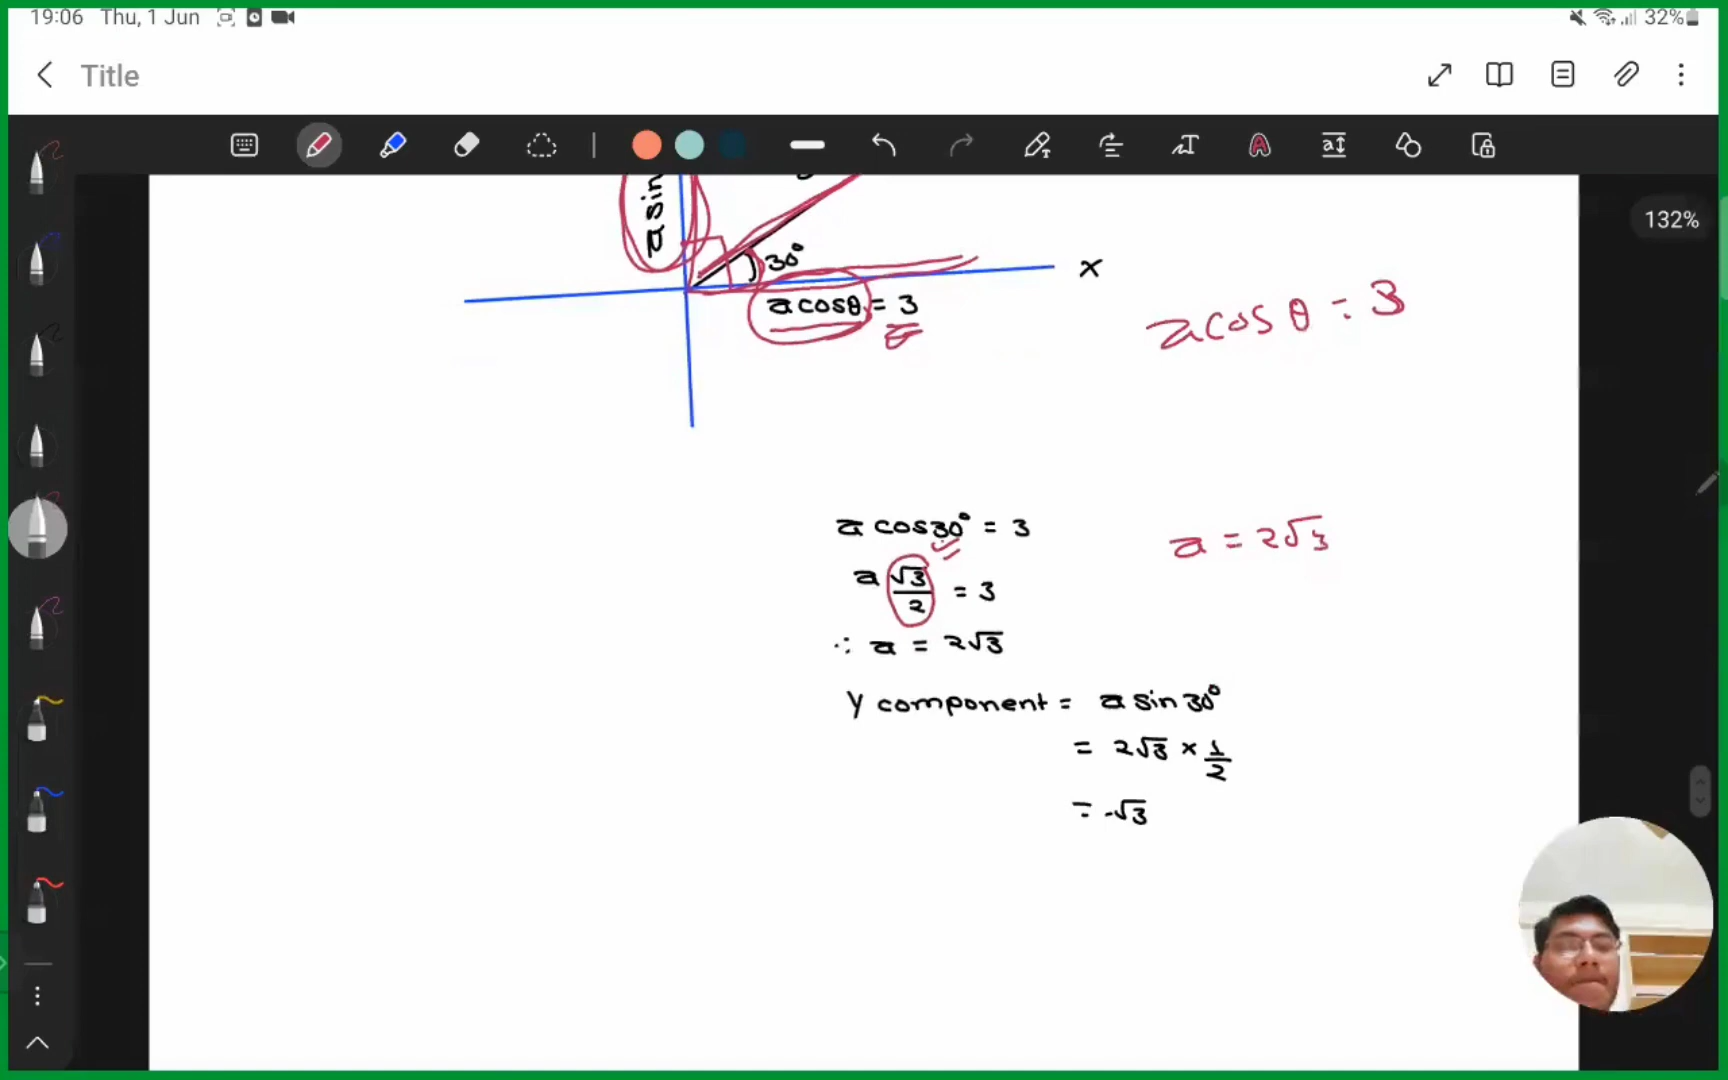 19:06 Thu, 1 Jun
32%
Title
132%
a sin
30°
x
a cosθ = 3
a cos θ = 3
a cos30° = 3
a √3/2 = 3
a = 2√3
∴ a = 2√3
Y component = a sin 30°
= 2√3 × 1/2
= √3